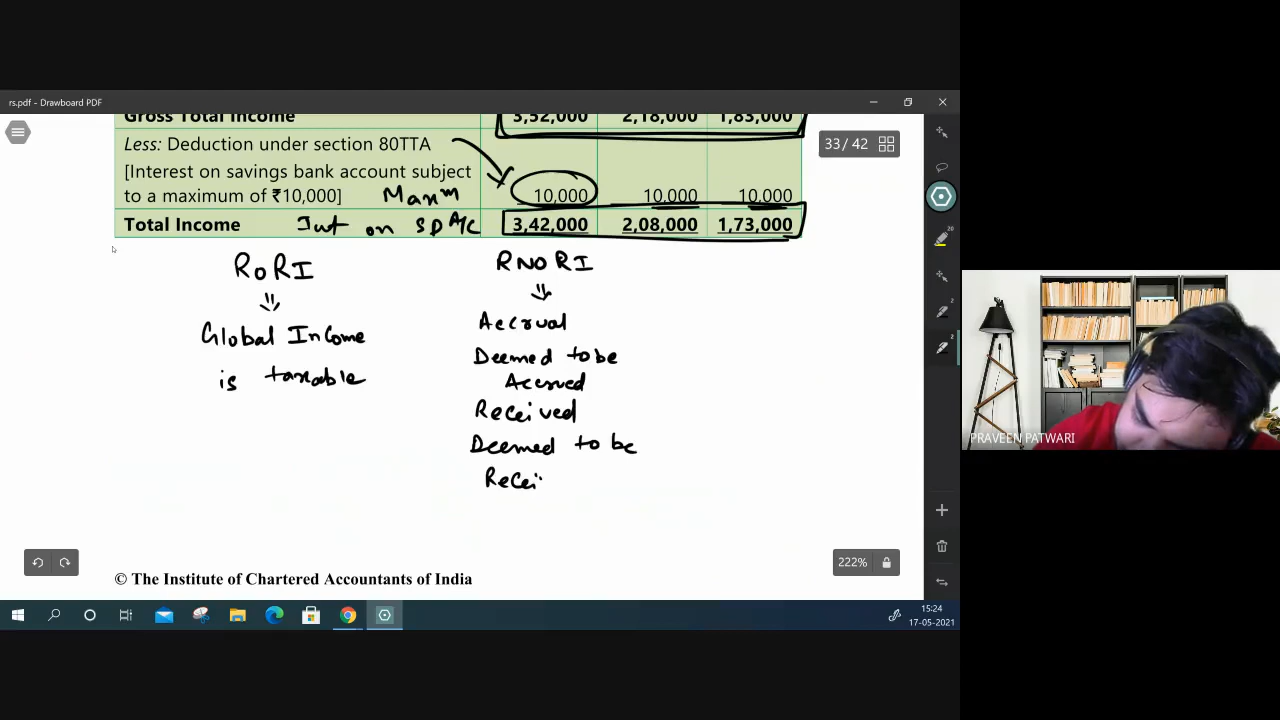 rs.pdf - Drawboard PDF
Gross Total Income 3,52,000 2,18,000 1,83,000
33 / 42
Less: Deduction under section 80TTA
[Interest on savings bank account subject
to a maximum of ₹10,000] Maxm 10,000 10,000 10,000
Total Income Int on SB A/C 3,42,000 2,08,000 1,73,000
RORI
Global Income
is taxable
RNORI
Accrual
Deemed to be
Accrued
Received
Deemed to be
Recei
PRAVEEN PATWARI
222%
© The Institute of Chartered Accountants of India
15:24
17-05-2021